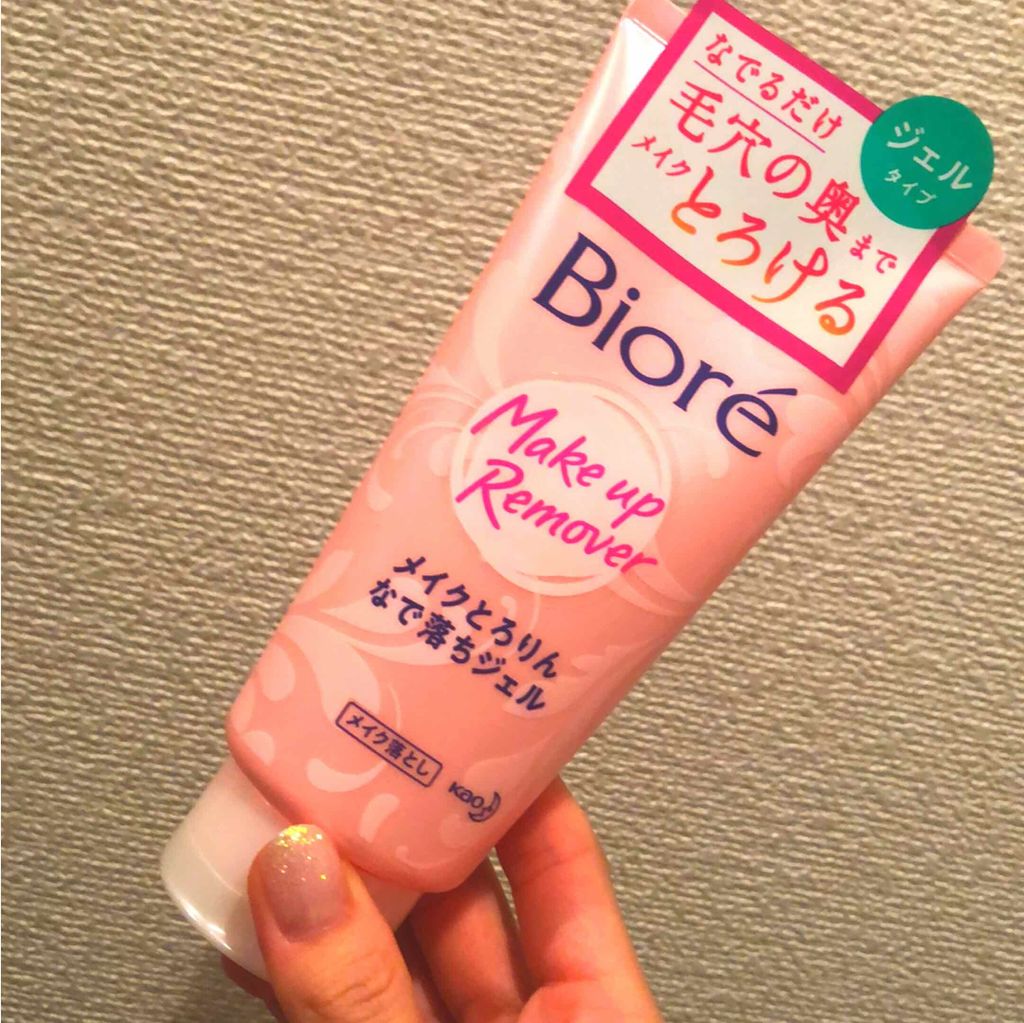 なでるだけ
毛穴の奥まで
メイクとろける
ジェル
タイプ
Bioré
Make up
Remover
メイクとろりん
なで落ちジェル
メイク落とし
Kao